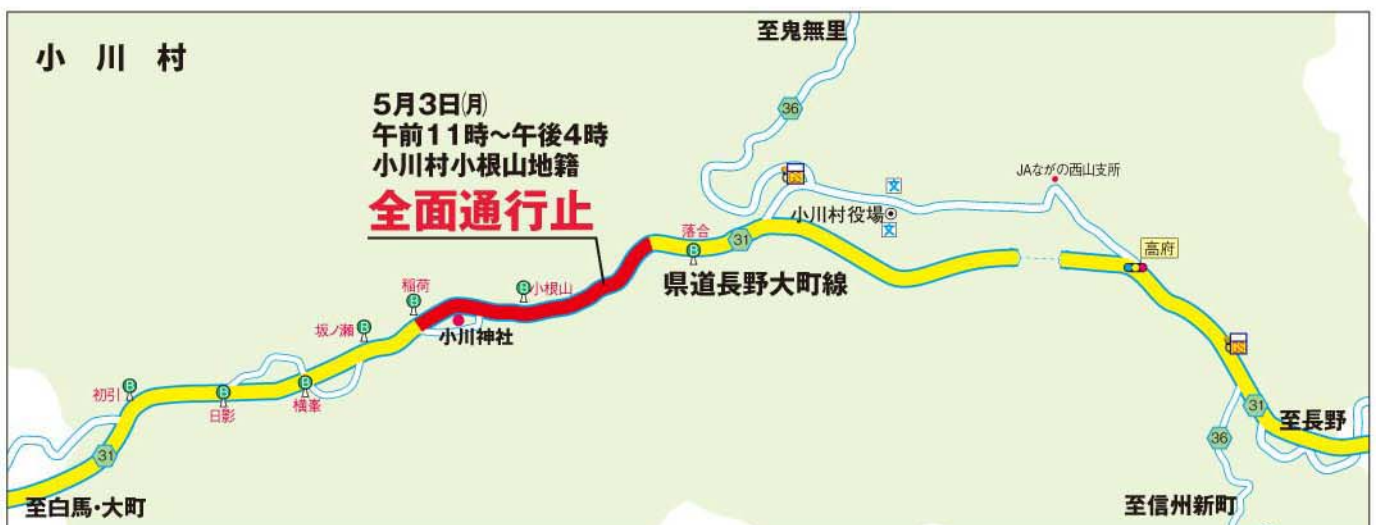 小川村
至鬼無里
36
5月3日(月)
午前11時〜午後4時
小川村小根山地籍
全面通行止
JAながの西山支所
GS
文
小川村役場
文
落合
31
高府
県道長野大町線
稲荷
小根山
小川神社
坂ノ瀬
GS
初引
日影
横峯
31
31
至長野
36
至白馬・大町
至信州新町
B
B
B
B
B
B
B